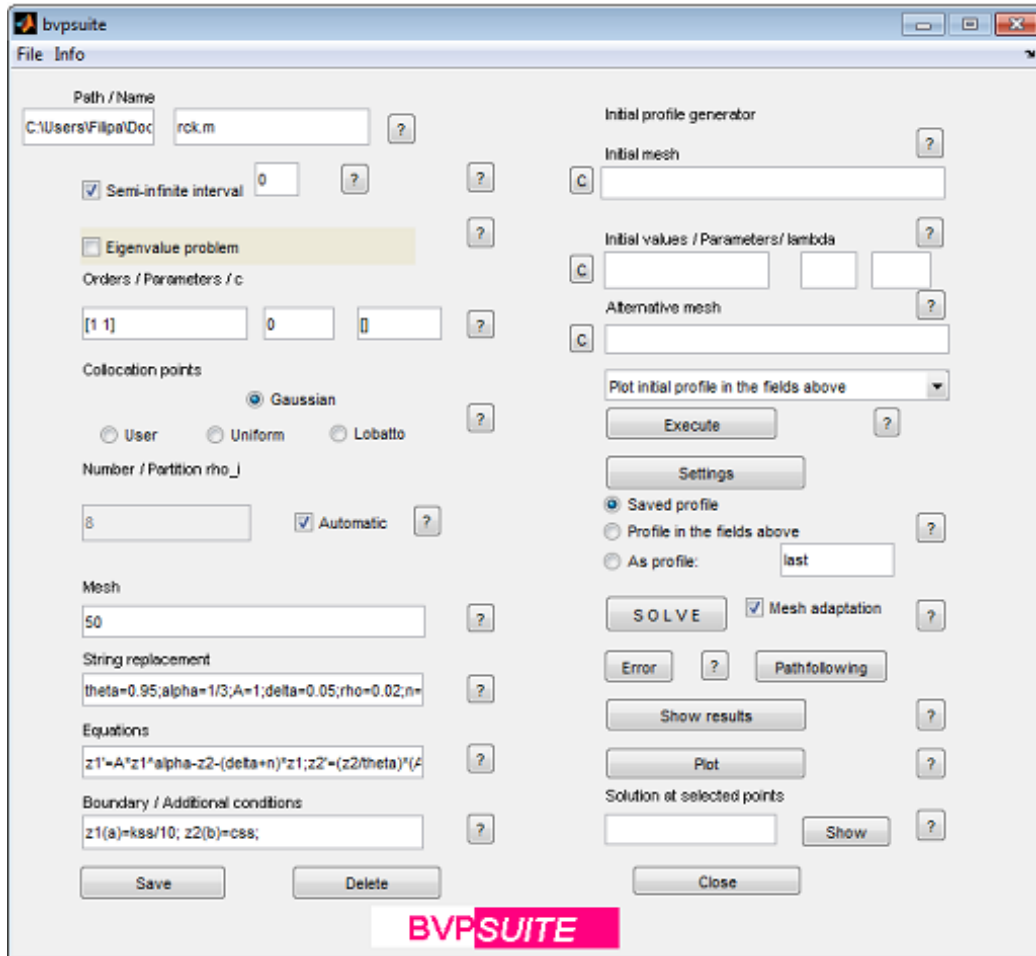 bvpsuite
File Info
Path / Name
C:\Users\Filipa\Doc rck.m ?
Semi-infinite interval 0 ? ?
Eigenvalue problem ?
Orders / Parameters / c
[1 1] 0 [] ?
Collocation points
Gaussian
User Uniform Lobatto ?
Number / Partition rho_i
8 Automatic ?
Mesh
50 ?
String replacement
theta=0.95;alpha=1/3;A=1;delta=0.05;rho=0.02;n= ?
Equations
z1'=A*z1^alpha-z2-(delta+n)*z1;z2'=(z2/theta)*(A ?
Boundary / Additional conditions
z1(a)=kss/10; z2(b)=css; ?
Save Delete
Initial profile generator
Initial mesh ?
C
Initial values / Parameters/ lambda ?
C
Alternative mesh ?
C
Plot initial profile in the fields above
Execute ?
Settings
Saved profile
Profile in the fields above ?
As profile: last
S O L V E Mesh adaptation ?
Error ? Pathfollowing
Show results ?
Plot ?
Solution at selected points
Show ?
Close
BVPSUITE